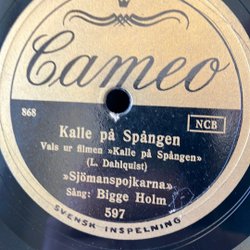 Cameo
868
NCB
Kalle på Spången
Vals ur filmen »Kalle på Spången»
(L. Dahlquist)
»Sjömanspojkarna»
Sång: Bigge Holm
597
SVENSK INSPELNING